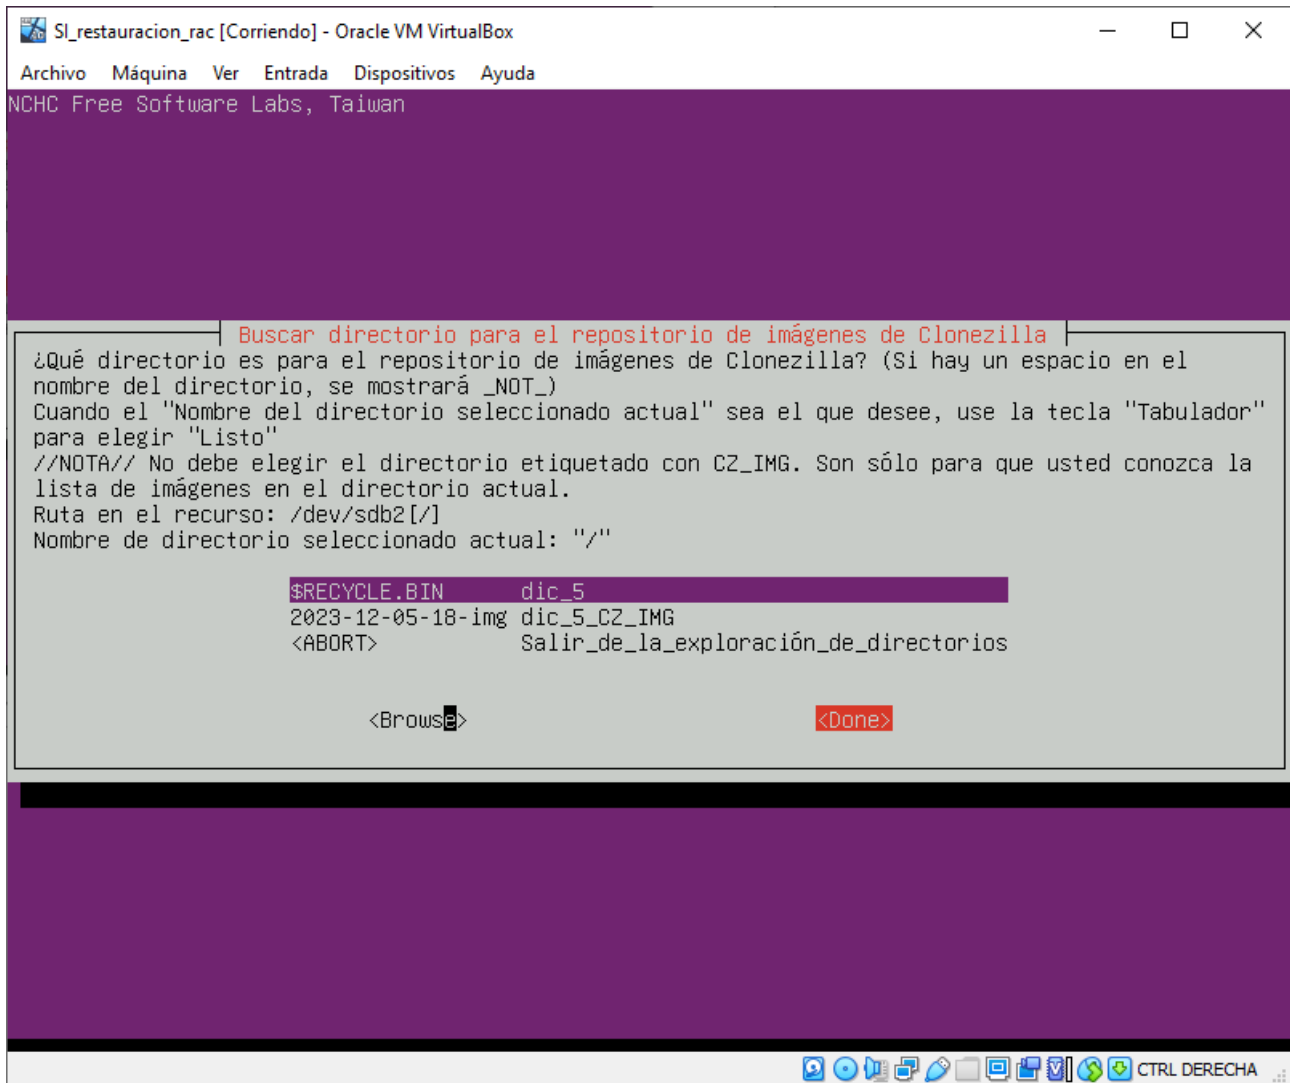 SI_restauracion_rac [Corriendo] - Oracle VM VirtualBox
Archivo Máquina Ver Entrada Dispositivos Ayuda
NCHC Free Software Labs, Taiwan
Buscar directorio para el repositorio de imágenes de Clonezilla
¿Qué directorio es para el repositorio de imágenes de Clonezilla? (Si hay un espacio en el
nombre del directorio, se mostrará _NOT_)
Cuando el "Nombre del directorio seleccionado actual" sea el que desee, use la tecla "Tabulador"
para elegir "Listo"
//NOTA// No debe elegir el directorio etiquetado con CZ_IMG. Son sólo para que usted conozca la
lista de imágenes en el directorio actual.
Ruta en el recurso: /dev/sdb2[/]
Nombre de directorio seleccionado actual: "/"
$RECYCLE.BIN dic_5
2023-12-05-18-img dic_5_CZ_IMG
<ABORT> Salir_de_la_exploración_de_directorios
<Browse> <Done>
CTRL DERECHA